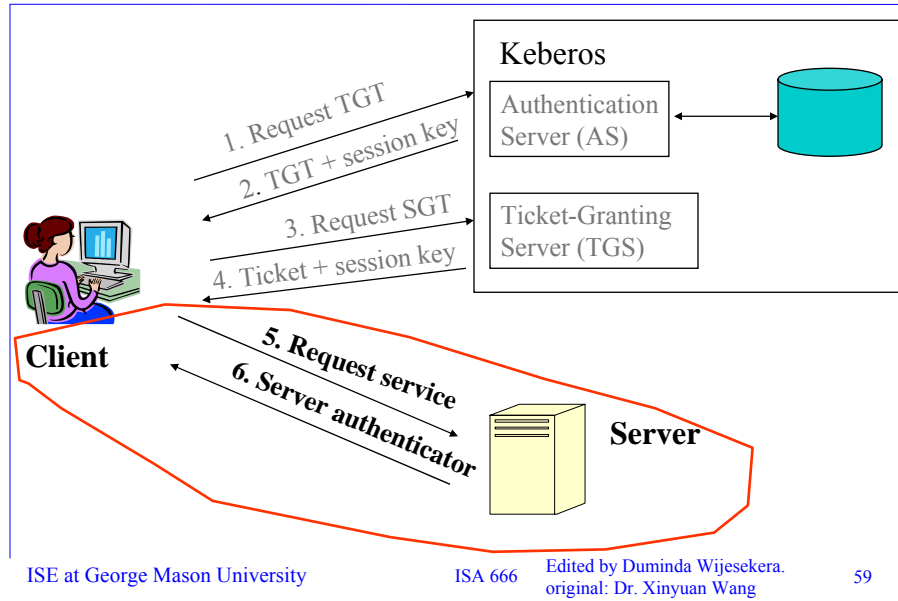 Keberos
Authentication
Server (AS)
1. Request TGT
2. TGT + session key
3. Request SGT
Ticket-Granting
Server (TGS)
4. Ticket + session key
Client
5. Request service
6. Server authenticator
Server
ISE at George Mason University
ISA 666
Edited by Duminda Wijesekera.
original: Dr. Xinyuan Wang
59